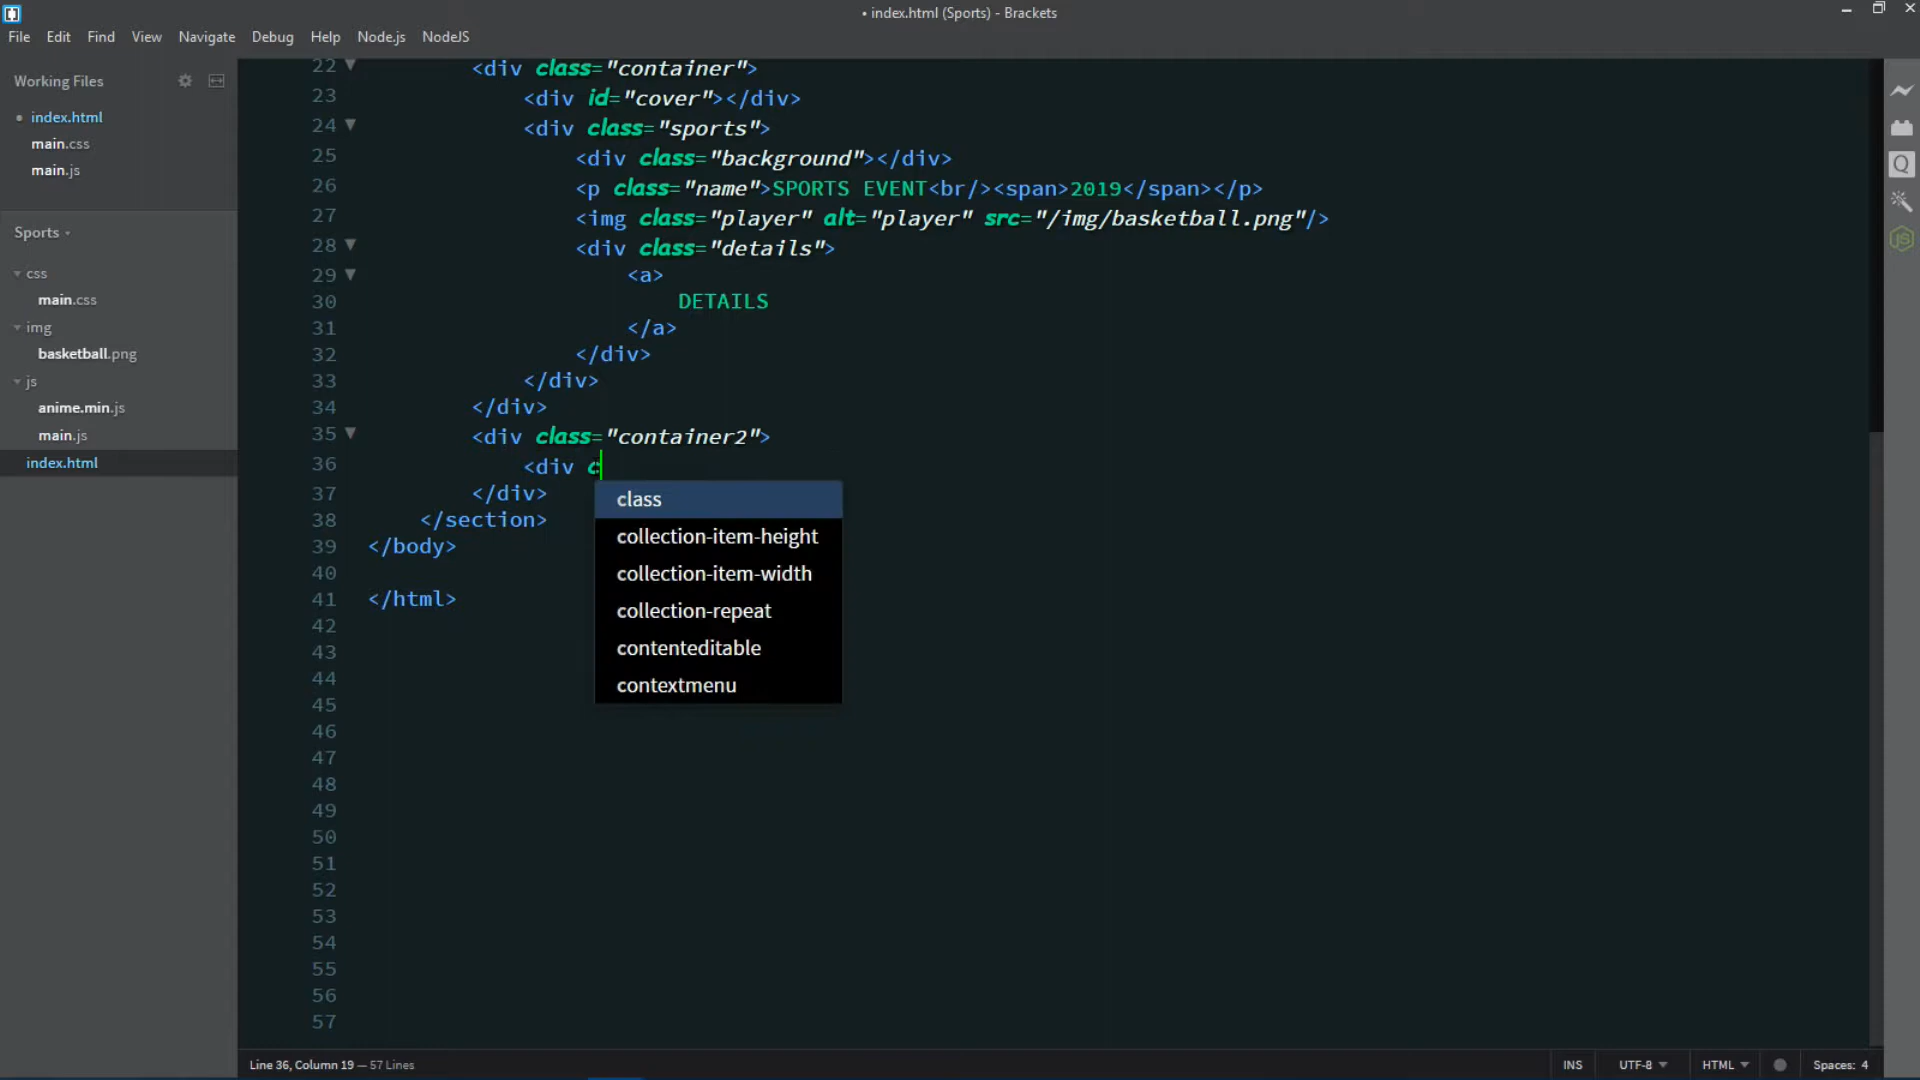 • index.html (Sports) - Brackets
File Edit Find View Navigate Debug Help Node.js NodeJS
Working Files
• index.html
main.css
main.js
Sports
css
main.css
img
basketball.png
js
anime.min.js
main.js
index.html
22 <div class="container">
23 <div id="cover"></div>
24 <div class="sports">
25 <div class="background"></div>
26 <p class="name">SPORTS EVENT<br/><span>2019</span></p>
27 <img class="player" alt="player" src="/img/basketball.png"/>
28 <div class="details">
29 <a>
30 DETAILS
31 </a>
32 </div>
33 </div>
34 </div>
35 <div class="container2">
36 <div c
37 </div>
38 </section>
39 </body>
40
41 </html>
42
43
44
45
46
47
48
49
50
51
52
53
54
55
56
57
class
collection-item-height
collection-item-width
collection-repeat
contenteditable
contextmenu
Line 36, Column 19 — 57 Lines
INS UTF-8 HTML Spaces: 4